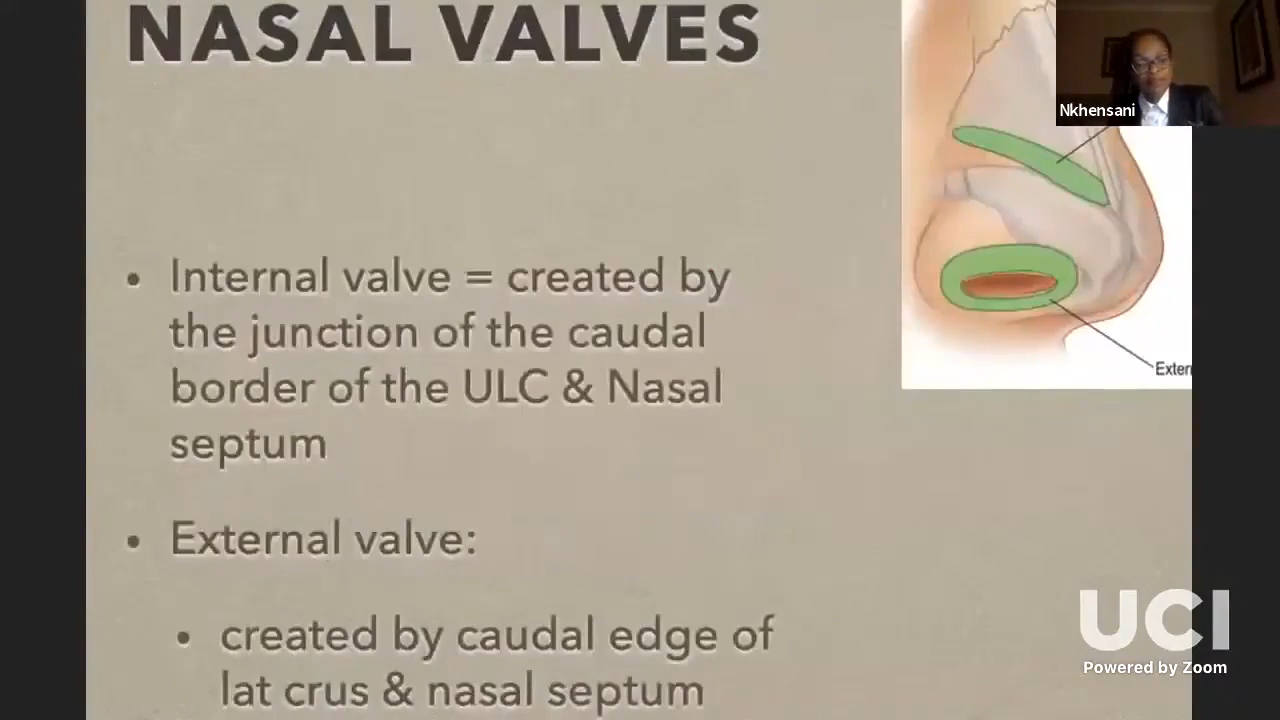 NASAL VALVES
Nkhensani
• Internal valve = created by
the junction of the caudal
border of the ULC & Nasal
septum
Exter
• External valve:
• created by caudal edge of
lat crus & nasal septum
UCI
Powered by Zoom